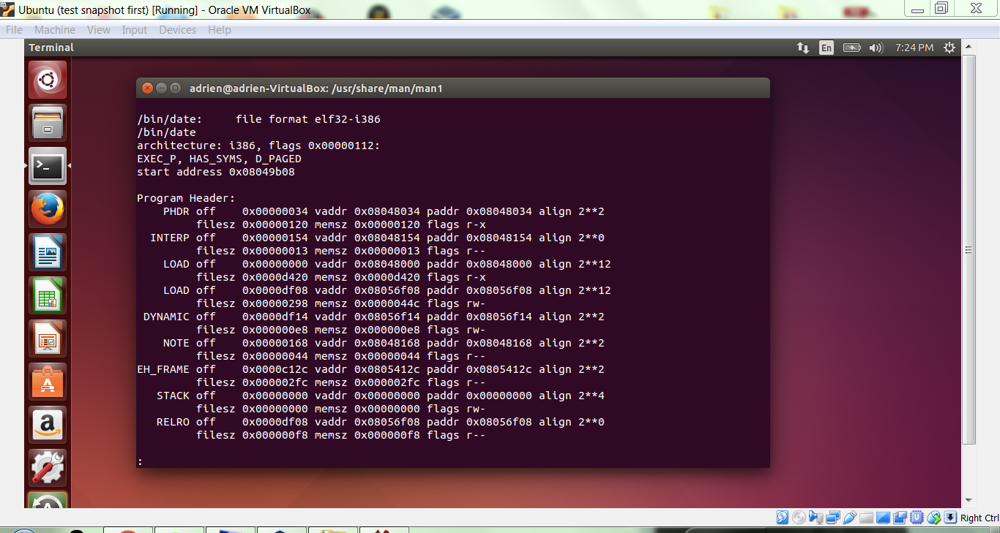 Ubuntu (test snapshot first) [Running] - Oracle VM VirtualBox
File Machine View Input Devices Help
Terminal En 7:24 PM
adrien@adrien-VirtualBox: /usr/share/man/man1
/bin/date:     file format elf32-i386
/bin/date
architecture: i386, flags 0x00000112:
EXEC_P, HAS_SYMS, D_PAGED
start address 0x08049b08
Program Header:
    PHDR off    0x00000034 vaddr 0x08048034 paddr 0x08048034 align 2**2
         filesz 0x00000120 memsz 0x00000120 flags r-x
  INTERP off    0x00000154 vaddr 0x08048154 paddr 0x08048154 align 2**0
         filesz 0x00000013 memsz 0x00000013 flags r--
    LOAD off    0x00000000 vaddr 0x08048000 paddr 0x08048000 align 2**12
         filesz 0x0000d420 memsz 0x0000d420 flags r-x
    LOAD off    0x0000df08 vaddr 0x08056f08 paddr 0x08056f08 align 2**12
         filesz 0x00000298 memsz 0x0000044c flags rw-
 DYNAMIC off    0x0000df14 vaddr 0x08056f14 paddr 0x08056f14 align 2**2
         filesz 0x000000e8 memsz 0x000000e8 flags rw-
    NOTE off    0x00000168 vaddr 0x08048168 paddr 0x08048168 align 2**2
         filesz 0x00000044 memsz 0x00000044 flags r--
EH_FRAME off    0x0000c12c vaddr 0x0805412c paddr 0x0805412c align 2**2
         filesz 0x000002fc memsz 0x000002fc flags r--
   STACK off    0x00000000 vaddr 0x00000000 paddr 0x00000000 align 2**4
         filesz 0x00000000 memsz 0x00000000 flags rw-
   RELRO off    0x0000df08 vaddr 0x08056f08 paddr 0x08056f08 align 2**0
         filesz 0x000000f8 memsz 0x000000f8 flags r--
:
Right Ctrl